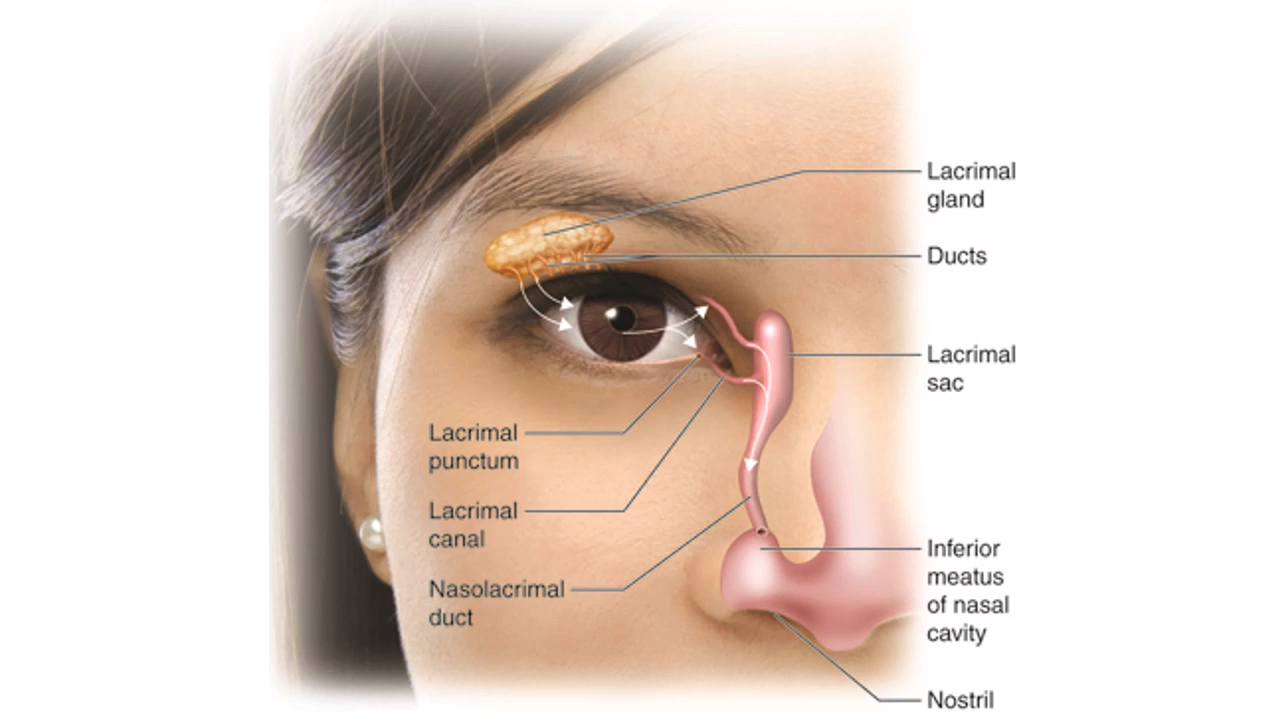 Lacrimal
gland
Ducts
Lacrimal
sac
Lacrimal
punctum
Lacrimal
canal
Nasolacrimal
duct
Inferior
meatus
of nasal
cavity
Nostril